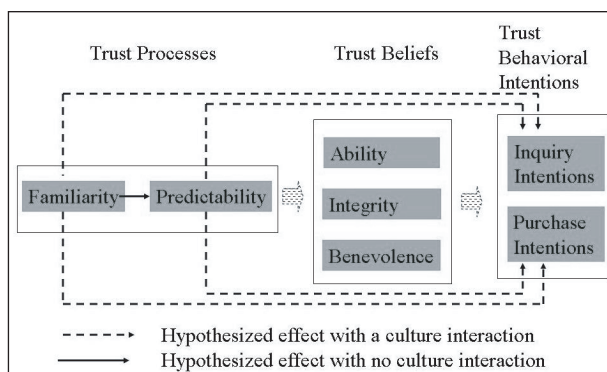 Trust Processes
Trust Beliefs
Trust
Behavioral
Intentions
Familiarity
Predictability
Ability
Integrity
Benevolence
Inquiry
Intentions
Purchase
Intentions
Hypothesized effect with a culture interaction
Hypothesized effect with no culture interaction